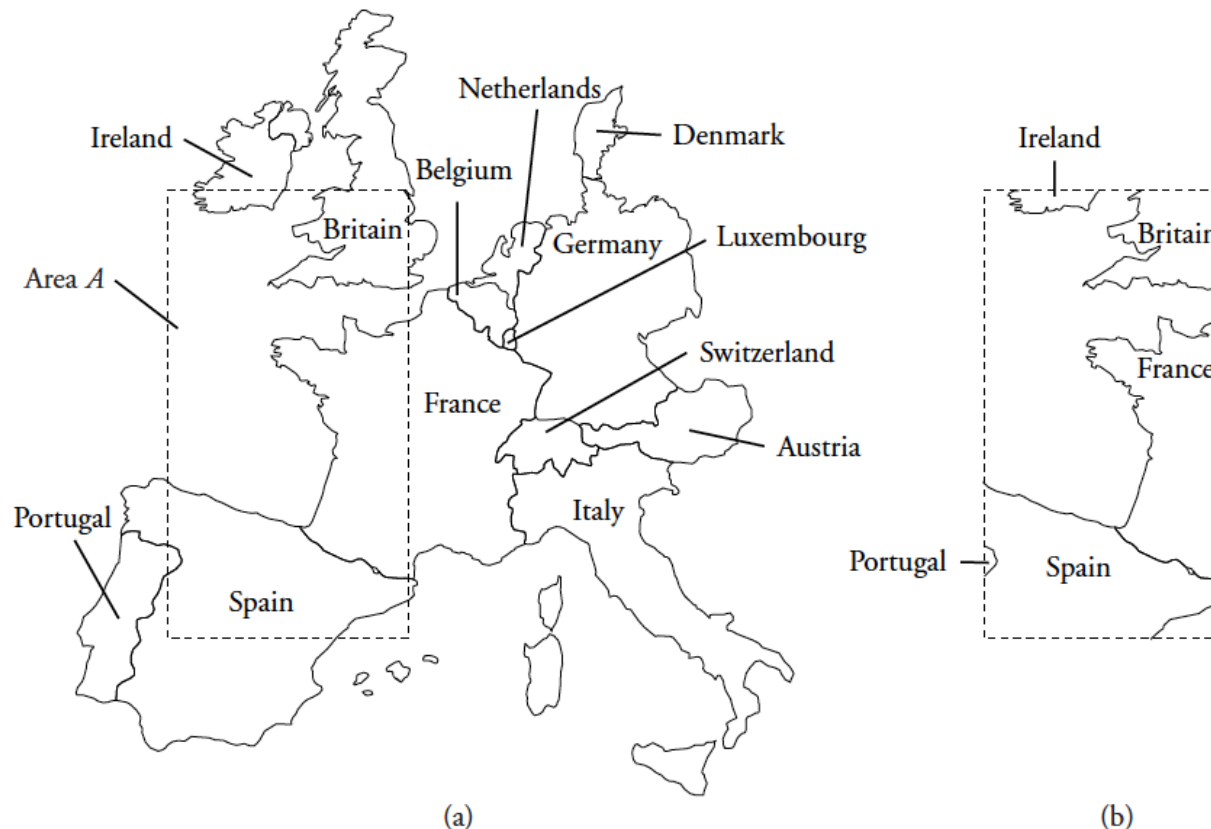 Netherlands
Ireland
Denmark
Belgium
Britain
Germany
Luxembourg
Area A
Switzerland
France
Austria
Portugal
Italy
Spain
(a)
Ireland
Britain
France
Portugal
Spain
(b)